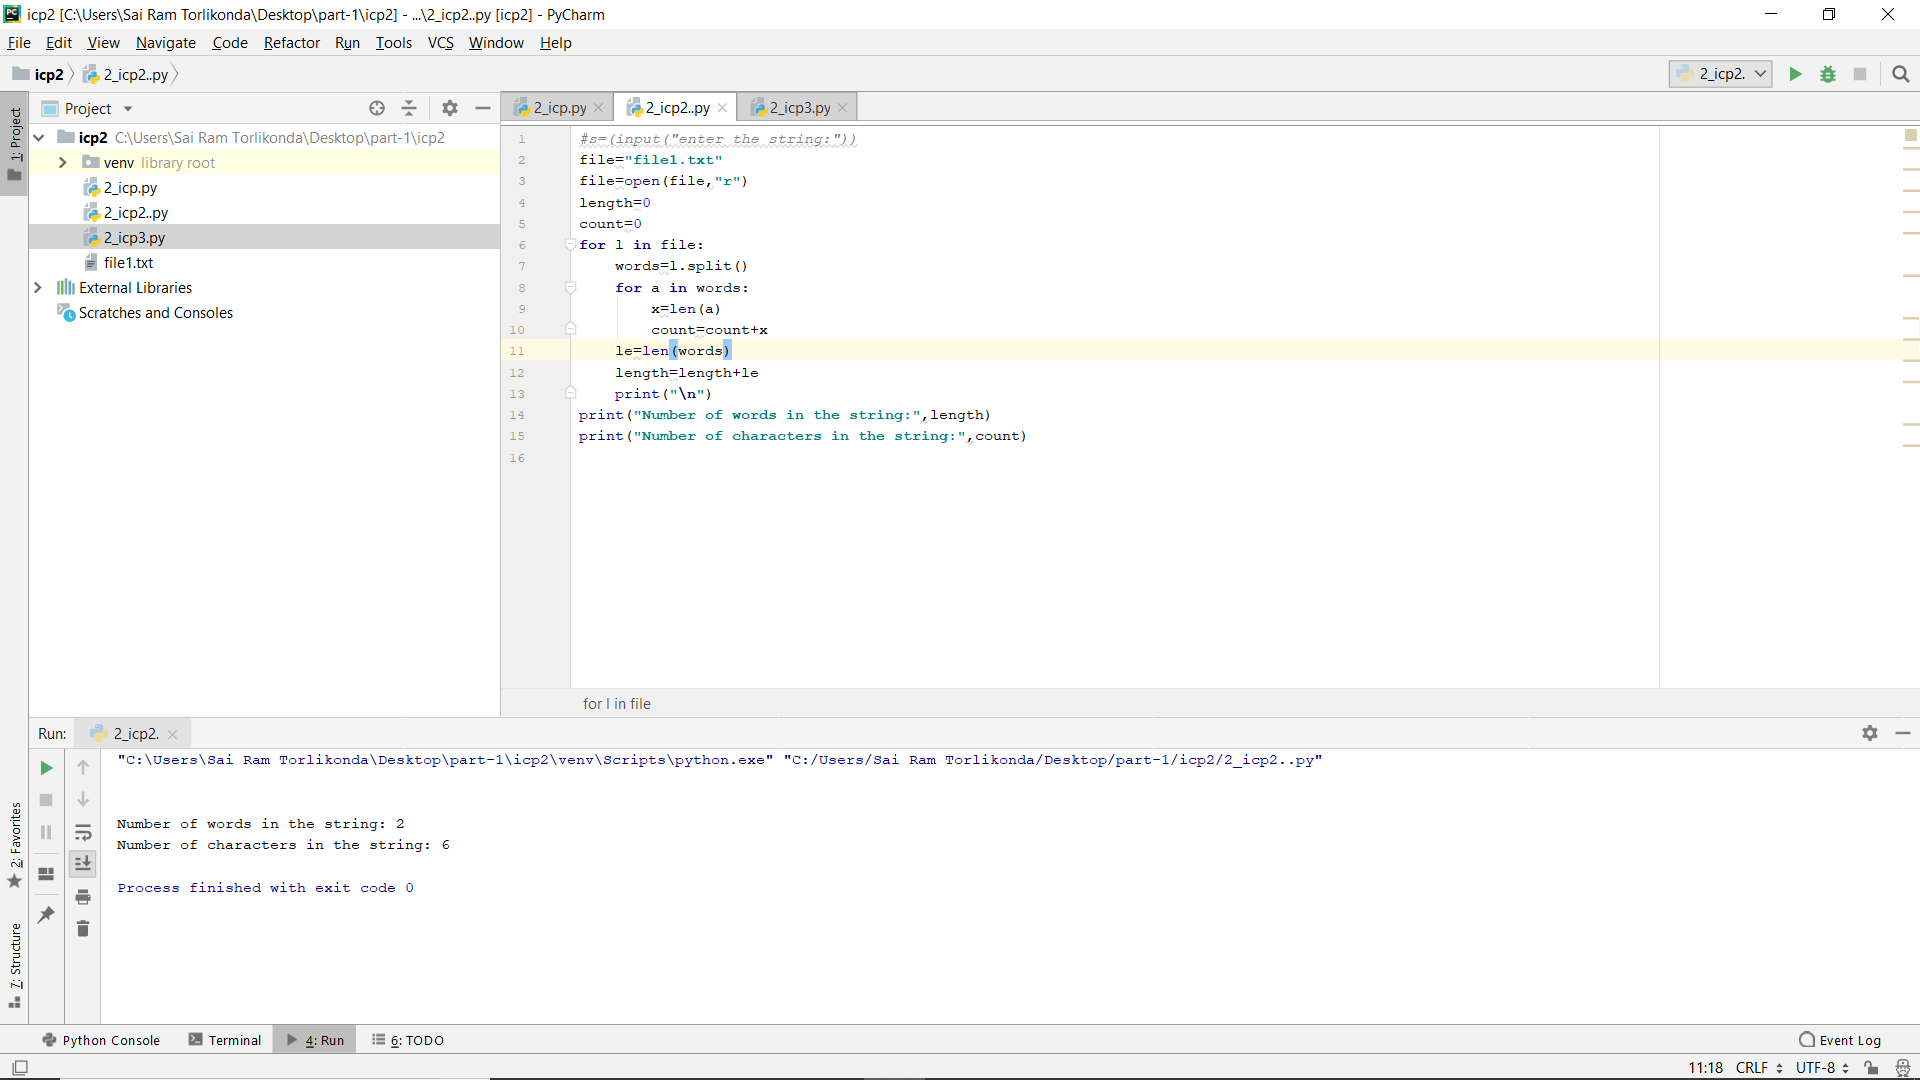 icp2 [C:\Users\Sai Ram Torlikonda\Desktop\part-1\icp2] - ...\2_icp2..py [icp2] - PyCharm
File Edit View Navigate Code Refactor Run Tools VCS Window Help
icp2 2_icp2..py 2_icp2.
1: Project
Project 2_icp.py 2_icp2..py 2_icp3.py
icp2 C:\Users\Sai Ram Torlikonda\Desktop\part-1\icp2
venv library root
2_icp.py
2_icp2..py
2_icp3.py
file1.txt
External Libraries
Scratches and Consoles
1 #s=(input("enter the string:"))
2 file="file1.txt"
3 file=open(file,"r")
4 length=0
5 count=0
6 for l in file:
7 words=l.split()
8 for a in words:
9 x=len(a)
10 count=count+x
11 le=len(words)
12 length=length+le
13 print("\n")
14 print("Number of words in the string:",length)
15 print("Number of characters in the string:",count)
16
for l in file
Run: 2_icp2.
"C:\Users\Sai Ram Torlikonda\Desktop\part-1\icp2\venv\Scripts\python.exe" "C:/Users/Sai Ram Torlikonda/Desktop/part-1/icp2/2_icp2..py"
Number of words in the string: 2
Number of characters in the string: 6
Process finished with exit code 0
2: Favorites
7: Structure
Python Console Terminal 4: Run 6: TODO Event Log
11:18 CRLF UTF-8